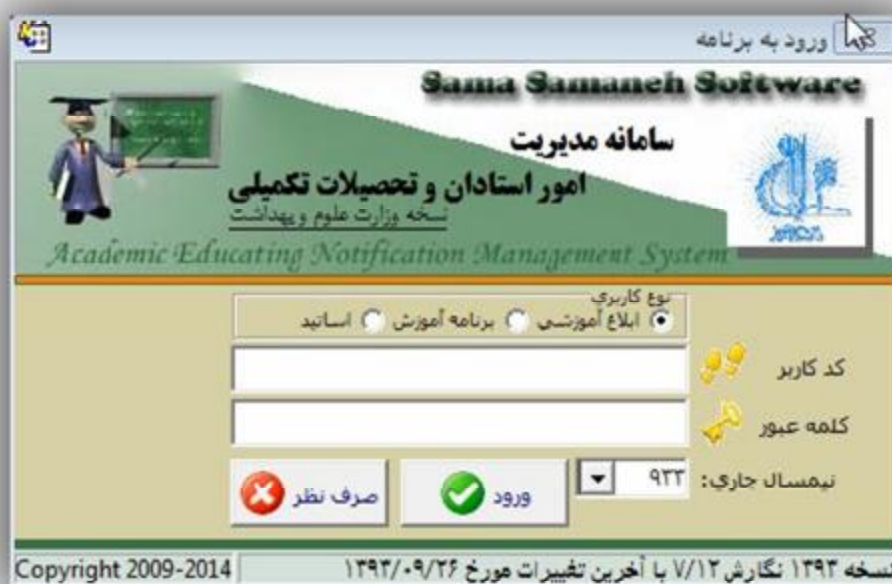 ورود به برنامه
Sama Samaneh Software
سامانه مدیریت
امور استادان و تحصیلات تکمیلی
نسخه وزارت علوم و بهداشت
Academic Educating Notification Management System
نوع کاربری
ابلاغ آموزشی برنامه آموزش اساتید
کد کاربر
کلمه عبور
نیمسال جاری: ۹۳۳
ورود صرف نظر
نسخه ۱۳۹۳ نگارش ۷/۱۲ با آخرین تغییرات مورخ ۱۳۹۳/۰۹/۲۶
Copyright 2009-2014